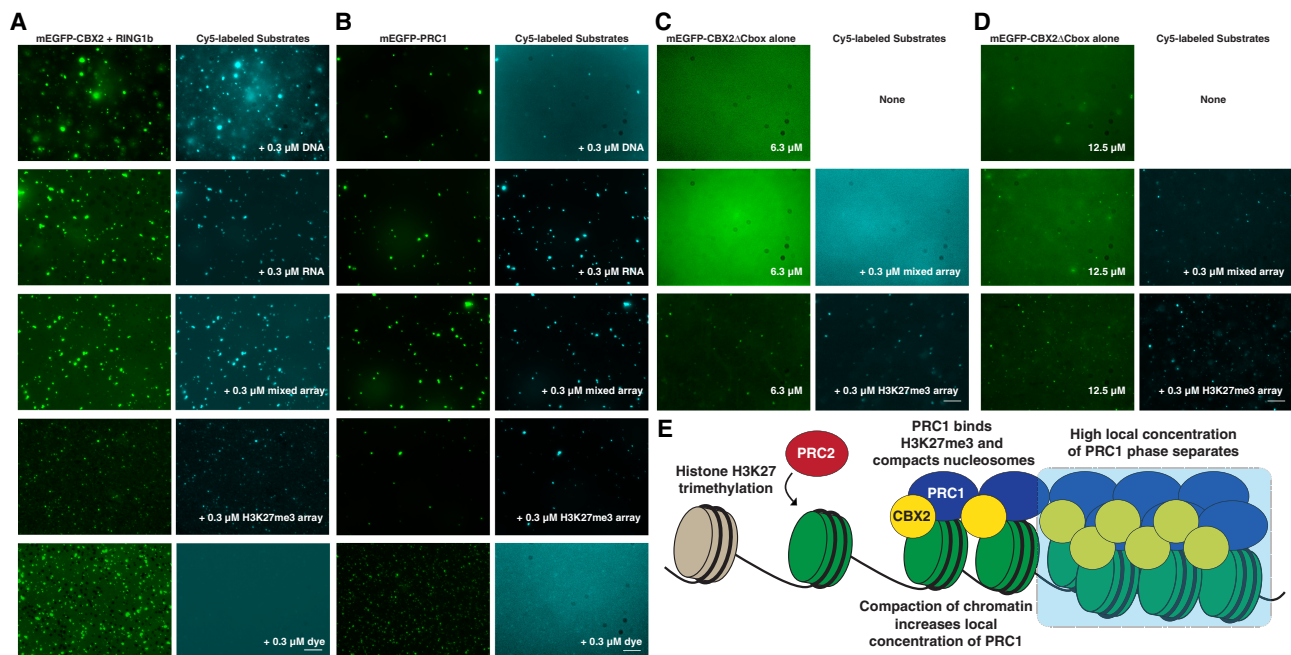 A
mEGFP-CBX2 + RING1b
Cy5-labeled Substrates
+ 0.3 µM DNA
+ 0.3 µM RNA
+ 0.3 µM mixed array
+ 0.3 µM H3K27me3 array
+ 0.3 µM dye
B
mEGFP-PRC1
Cy5-labeled Substrates
+ 0.3 µM DNA
+ 0.3 µM RNA
+ 0.3 µM mixed array
+ 0.3 µM H3K27me3 array
+ 0.3 µM dye
C
mEGFP-CBX2ΔCbox alone
Cy5-labeled Substrates
6.3 µM
None
6.3 µM
+ 0.3 µM mixed array
6.3 µM
+ 0.3 µM H3K27me3 array
D
mEGFP-CBX2ΔCbox alone
Cy5-labeled Substrates
12.5 µM
None
12.5 µM
+ 0.3 µM mixed array
12.5 µM
+ 0.3 µM H3K27me3 array
E
Histone H3K27
trimethylation
PRC2
PRC1 binds
H3K27me3 and
compacts nucleosomes
PRC1
CBX2
Compaction of chromatin
increases local
concentration of PRC1
High local concentration
of PRC1 phase separates